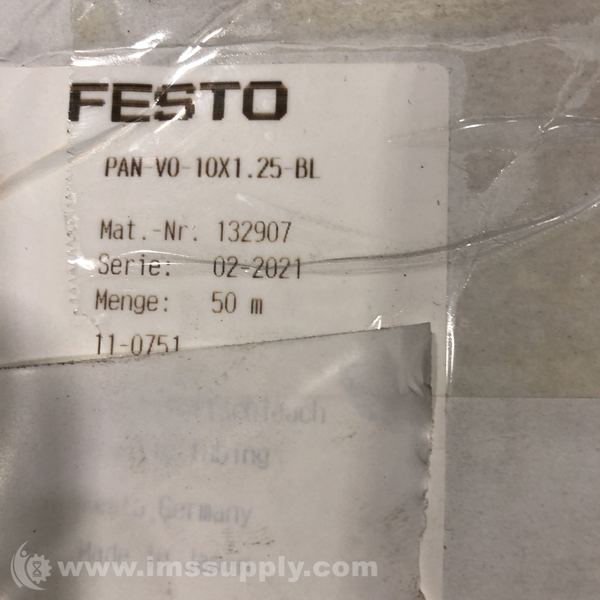 FESTO
PAN-VO-10X1.25-BL
Mat.-Nr: 132907
Serie: 02-2021
Menge: 50 m
11-0751
Germany
www.imssupply.com